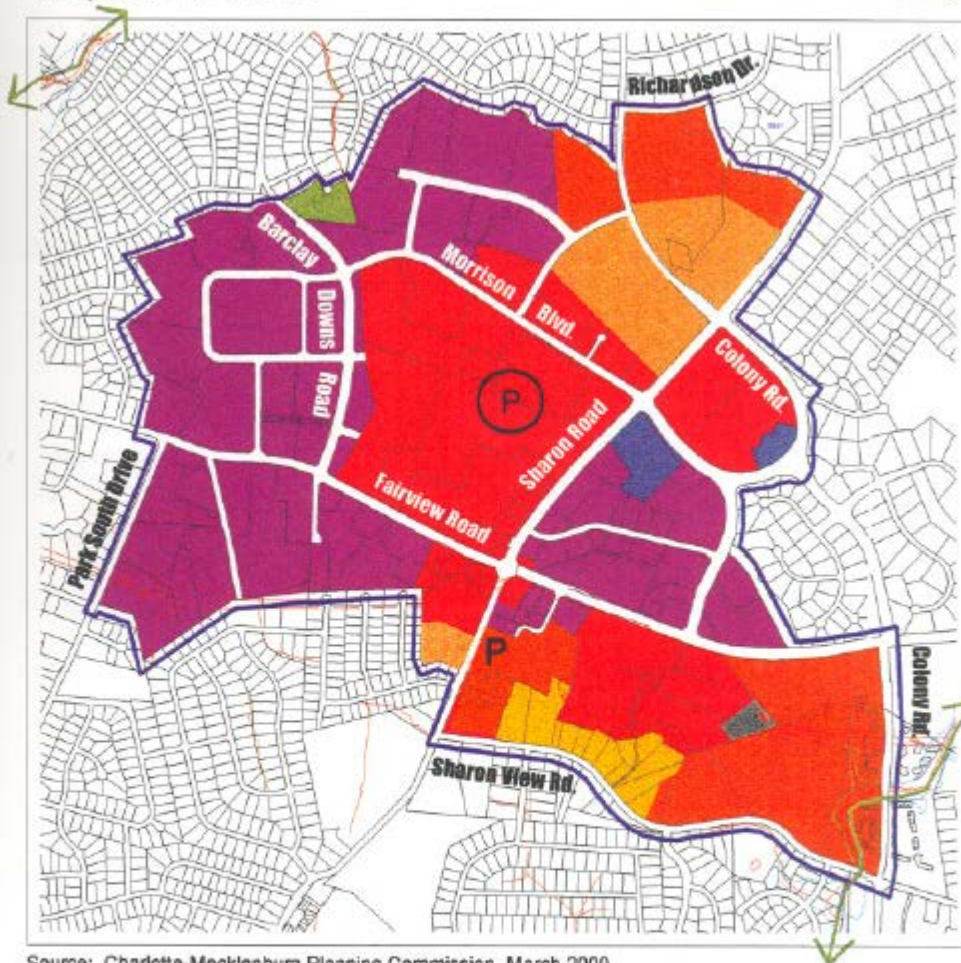 Richardson Dr.
Barclay
Downs
Road
Morrison
Blvd.
Colony Rd.
P
Sharon Road
Fairview Road
Park South Drive
P
Colony Rd.
Sharon View Rd.
Source: Charlotte-Mecklenburg Planning Commission, March 2000